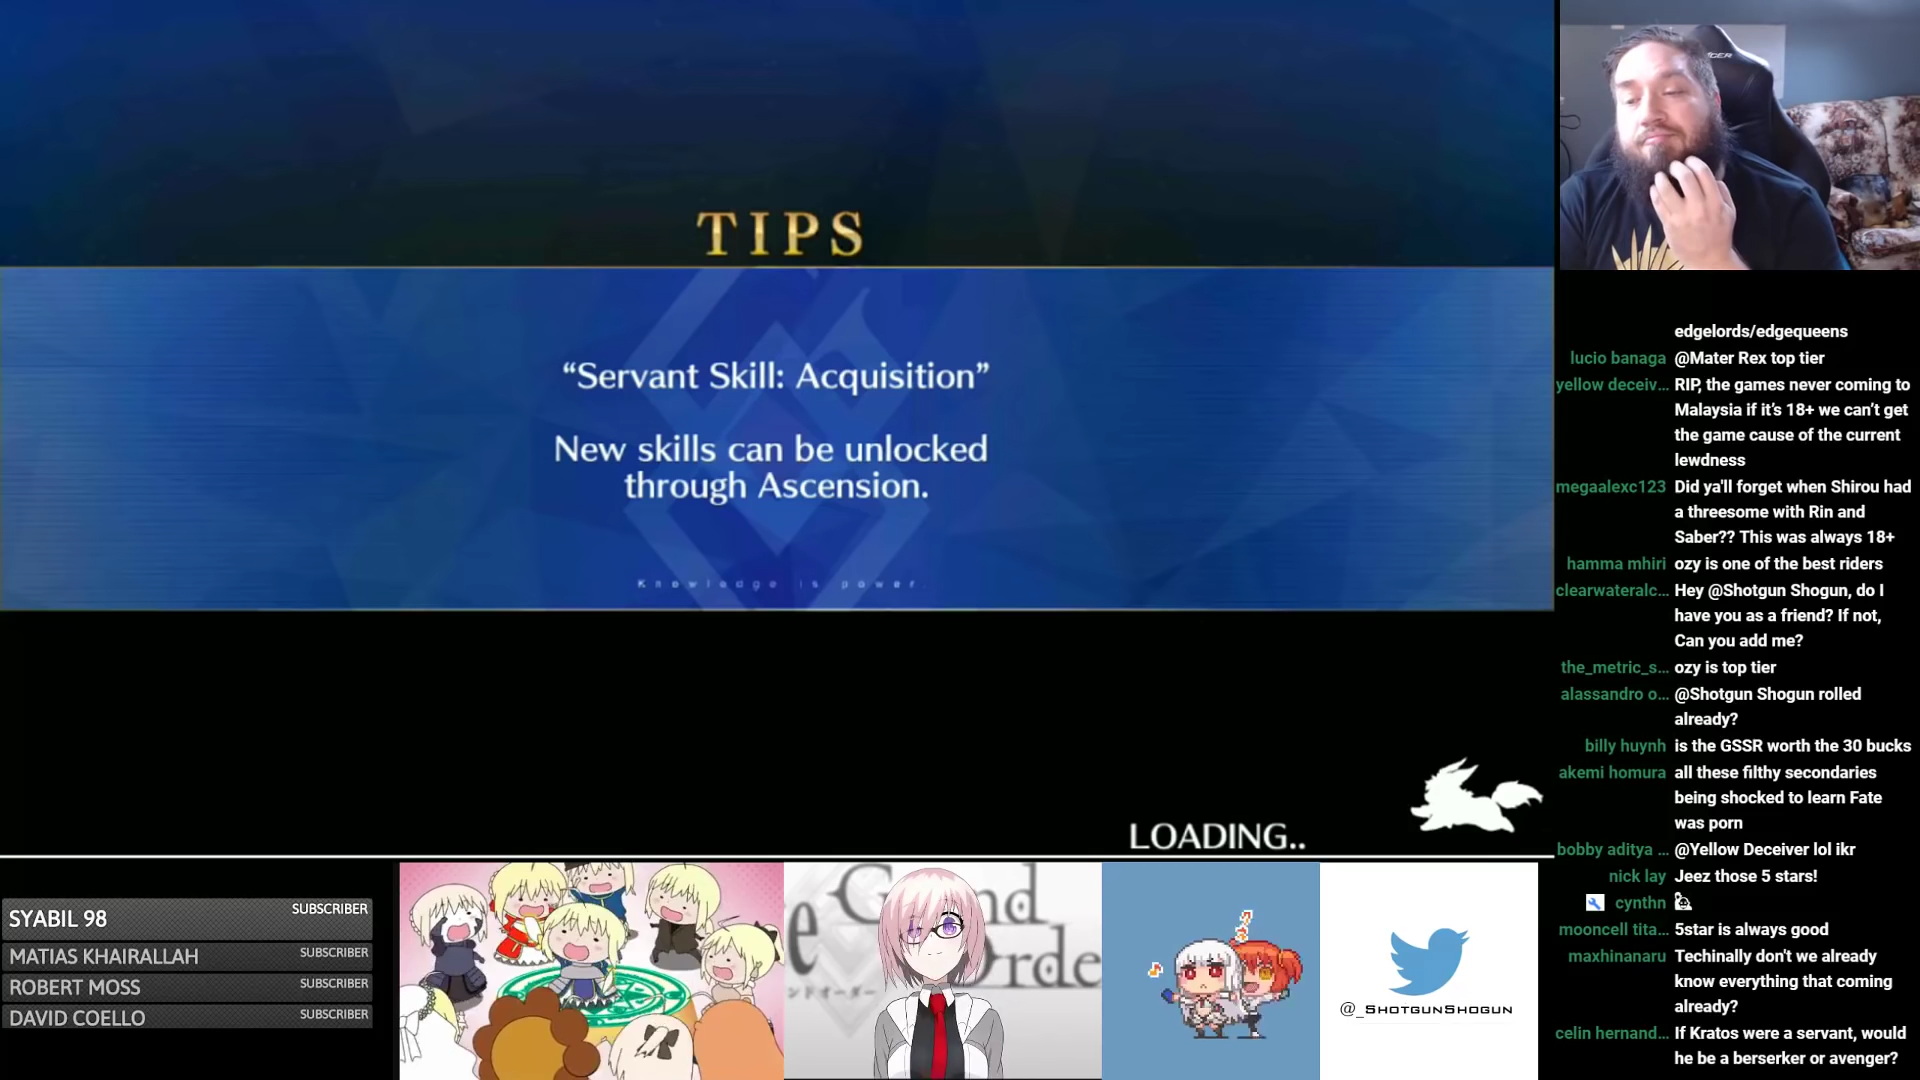 TIPS
“Servant Skill: Acquisition”
New skills can be unlocked
through Ascension.
Knowledge is power.
LOADING..
edgelords/edgequeens
lucio banaga @Mater Rex top tier
yellow deceiv... RIP, the games never coming to
Malaysia if it’s 18+ we can’t get
the game cause of the current
lewdness
megaalexc123 Did ya'll forget when Shirou had
a threesome with Rin and
Saber?? This was always 18+
hamma mhiri ozy is one of the best riders
clearwateralc... Hey @Shotgun Shogun, do I
have you as a friend? If not,
Can you add me?
the_metric_s... ozy is top tier
alassandro o... @Shotgun Shogun rolled
already?
billy huynh is the GSSR worth the 30 bucks
akemi homura all these filthy secondaries
being shocked to learn Fate
was porn
bobby aditya ... @Yellow Deceiver lol ikr
nick lay Jeez those 5 stars!
cynthn
mooncell tita... 5star is always good
maxhinanaru Techinally don't we already
know everything that coming
already?
celin hernand... If Kratos were a servant, would
he be a berserker or avenger?
SYABIL 98 SUBSCRIBER
MATIAS KHAIRALLAH SUBSCRIBER
ROBERT MOSS SUBSCRIBER
DAVID COELLO SUBSCRIBER
@_SHOTGUNSHOGUN